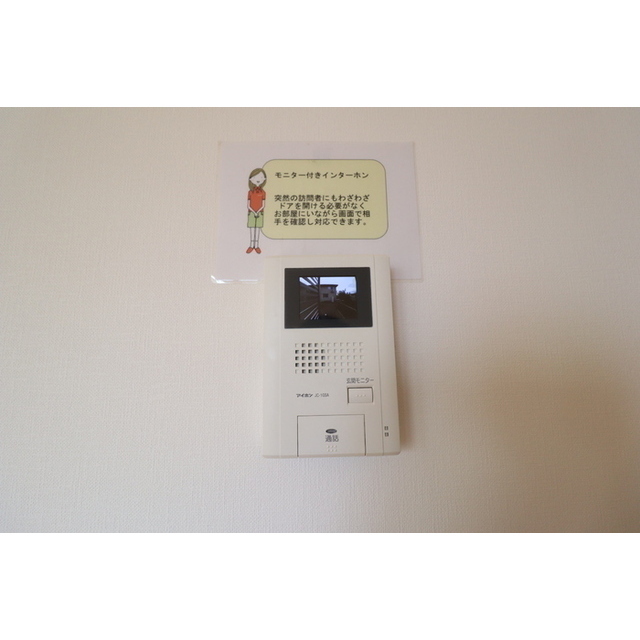 モニター付きインターホン
突然の訪問者にもわざわざ
ドアを開ける必要がなく
お部屋にいながら画面で相
手を確認し対応できます。
玄関モニター
アイホン
通話